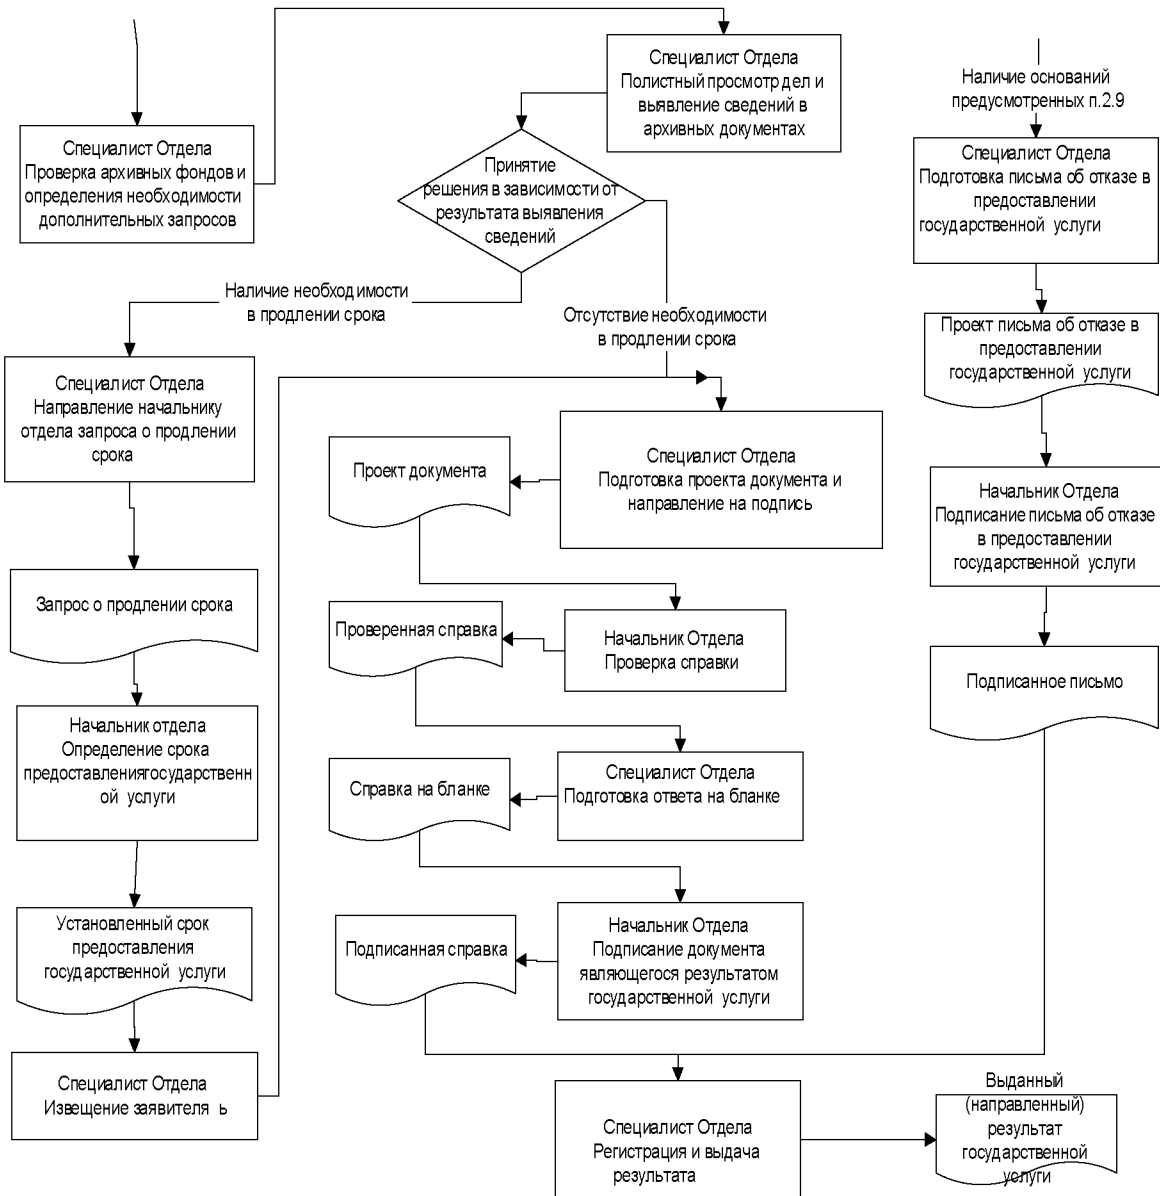 Специалист Отдела
Проверка архивных фондов и
определения необходимости
дополнительных запросов
Специалист Отдела
Полистный просмотр дел и
выявление сведений в
архивных документах
Принятие
решения в зависимости от
результата выявления
сведений
Наличие необходимости
в продлении срока
Отсутствие необходимости
в продлении срока
Специалист Отдела
Направление начальнику
отдела запроса о продлении
срока
Запрос о продлении срока
Начальник отдела
Определение срока
предоставлениягосударственн
ой услуги
Установленный срок
предоставления
государственной услуги
Специалист Отдела
Извещение заявителя ь
Специалист Отдела
Подготовка проекта документа и
направление на подпись
Проект документа
Начальник Отдела
Проверка справки
Проверенная справка
Специалист Отдела
Подготовка ответа на бланке
Справка на бланке
Начальник Отдела
Подписание документа
являющегося результатом
государственной услуги
Подписанная справка
Наличие оснований
предусмотренных п.2.9
Специалист Отдела
Подготовка письма об отказе в
предоставлении
государственной услуги
Проект письма об отказе в
предоставлении
государственной услуги
Начальник Отдела
Подписание письма об отказе
в предоставлении
государственной услуги
Подписанное письмо
Специалист Отдела
Регистрация и выдача
результата
Выданный
(направленный)
результат
государственной
услуги